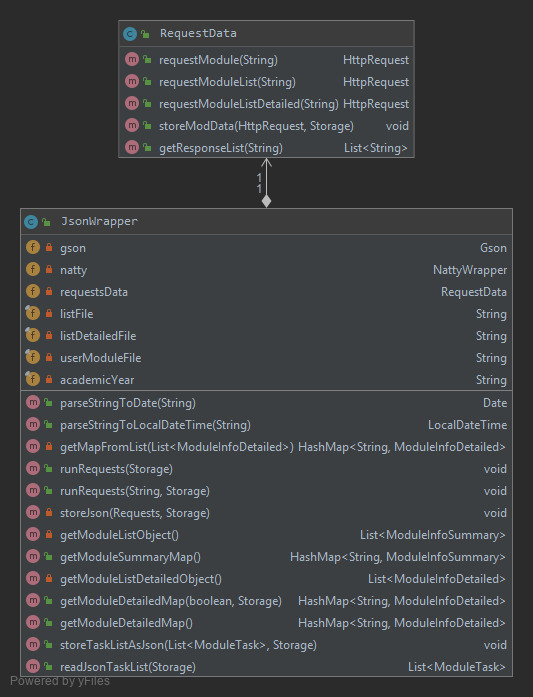 RequestData
requestModule(String) HttpRequest
requestModuleList(String) HttpRequest
requestModuleListDetailed(String) HttpRequest
storeModData(HttpRequest, Storage) void
getResponseList(String) List<String>
1
1
JsonWrapper
gson Gson
natty NattyWrapper
requestsData RequestData
listFile String
listDetailedFile String
userModuleFile String
academicYear String
parseStringToDate(String) Date
parseStringToLocalDateTime(String) LocalDateTime
getMapFromList(List<ModuleInfoDetailed>) HashMap<String, ModuleInfoDetailed>
runRequests(Storage) void
runRequests(String, Storage) void
storeJson(Requests, Storage) void
getModuleListObject() List<ModuleInfoSummary>
getModuleSummaryMap() HashMap<String, ModuleInfoSummary>
getModuleListDetailedObject() List<ModuleInfoDetailed>
getModuleDetailedMap(boolean, Storage) HashMap<String, ModuleInfoDetailed>
getModuleDetailedMap() HashMap<String, ModuleInfoDetailed>
storeTaskListAsJson(List<ModuleTask>, Storage) void
readJsonTaskList(Storage) List<ModuleTask>
Powered by yFiles